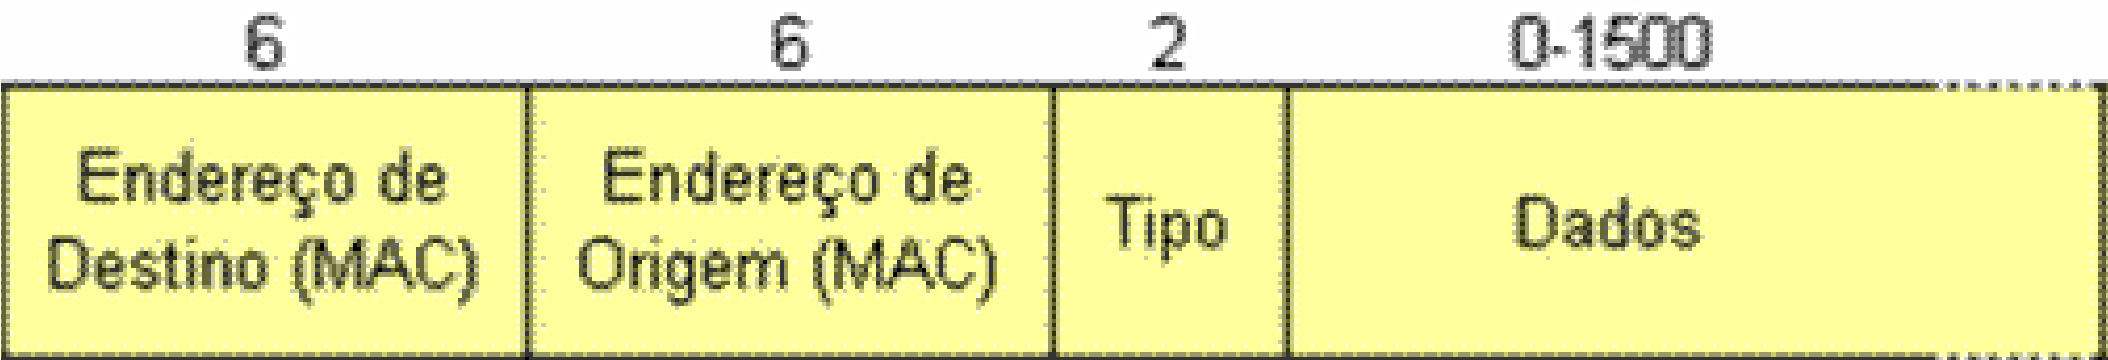 6 6 2 0-1500
Endereço de
Destino (MAC)
Endereço de
Origem (MAC)
Tipo
Dados